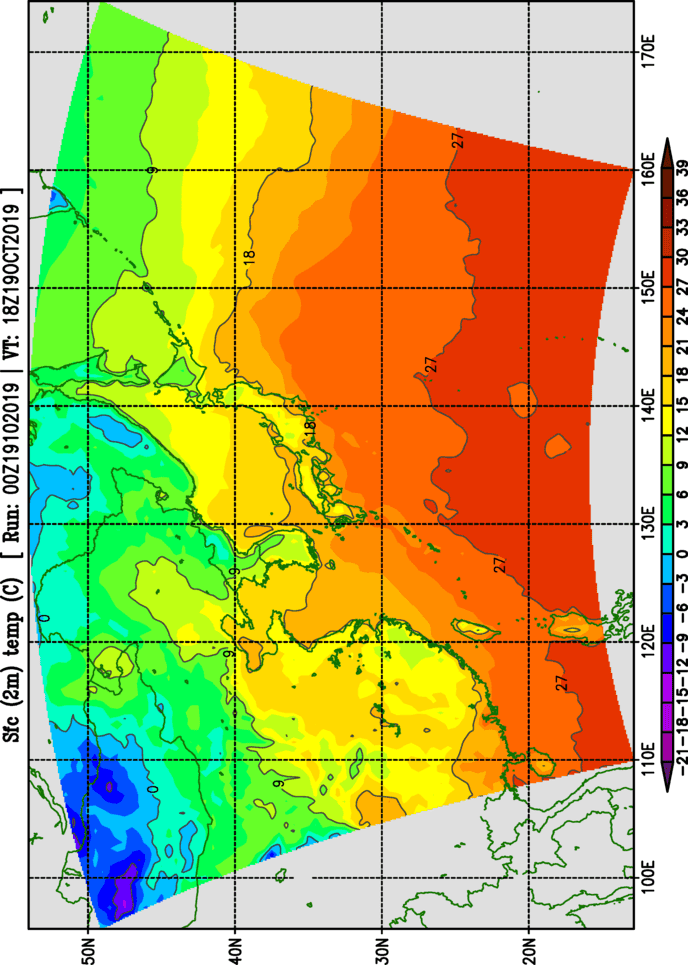 Sfc (2m) temp (C) [ Run: 00Z19102019 | VT: 18Z19OCT2019 ]
50N
40N
30N
20N
0
0
9
9
9
18
9
18
27
27
27
27
100E 110E 120E 130E 140E 150E 160E 170E
-21 -18 -15 -12 -9 -6 -3 0 3 6 9 12 15 18 21 24 27 30 33 36 39